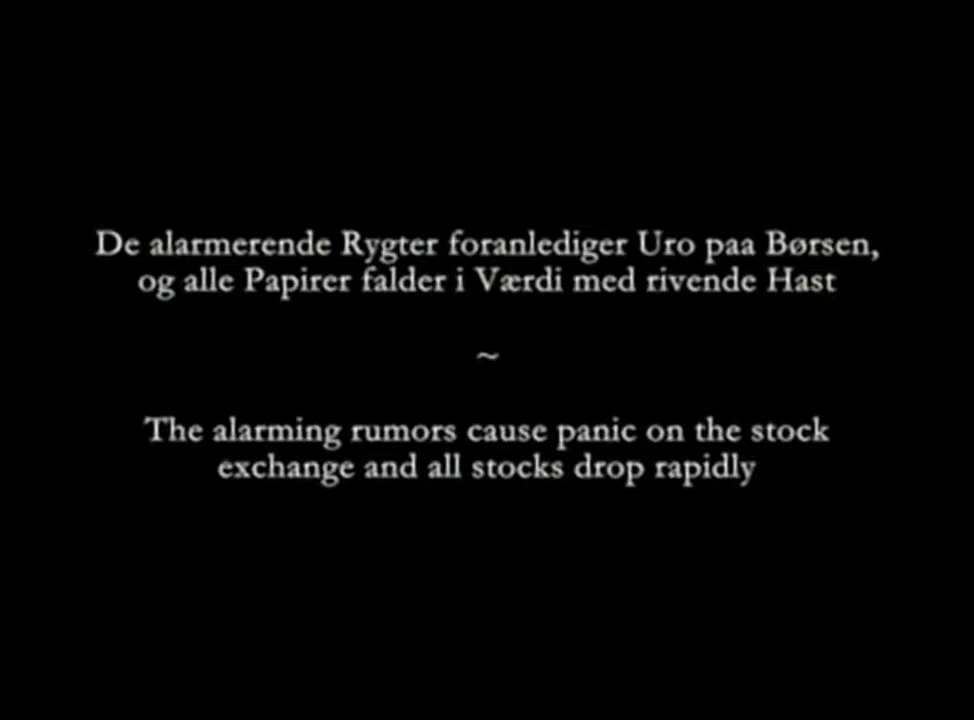 De alarmerende Rygter foranlediger Uro paa Børsen,
og alle Papirer falder i Værdi med rivende Hast
~
The alarming rumors cause panic on the stock
exchange and all stocks drop rapidly